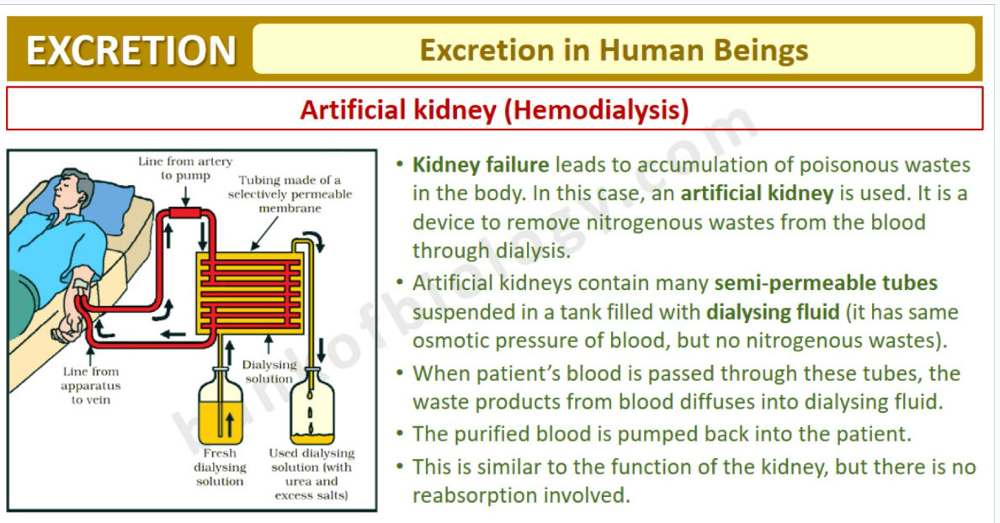 EXCRETION
Excretion in Human Beings
Artificial kidney (Hemodialysis)
Line from artery
to pump
Tubing made of a
selectively permeable
membrane
Line from
apparatus
to vein
Dialysing
solution
Fresh
dialysing
solution
Used dialysing
solution (with
urea and
excess salts)
• Kidney failure leads to accumulation of poisonous wastes
in the body. In this case, an artificial kidney is used. It is a
device to remove nitrogenous wastes from the blood
through dialysis.
• Artificial kidneys contain many semi-permeable tubes
suspended in a tank filled with dialysing fluid (it has same
osmotic pressure of blood, but no nitrogenous wastes).
• When patient's blood is passed through these tubes, the
waste products from blood diffuses into dialysing fluid.
• The purified blood is pumped back into the patient.
• This is similar to the function of the kidney, but there is no
reabsorption involved.
bankofbiology.com